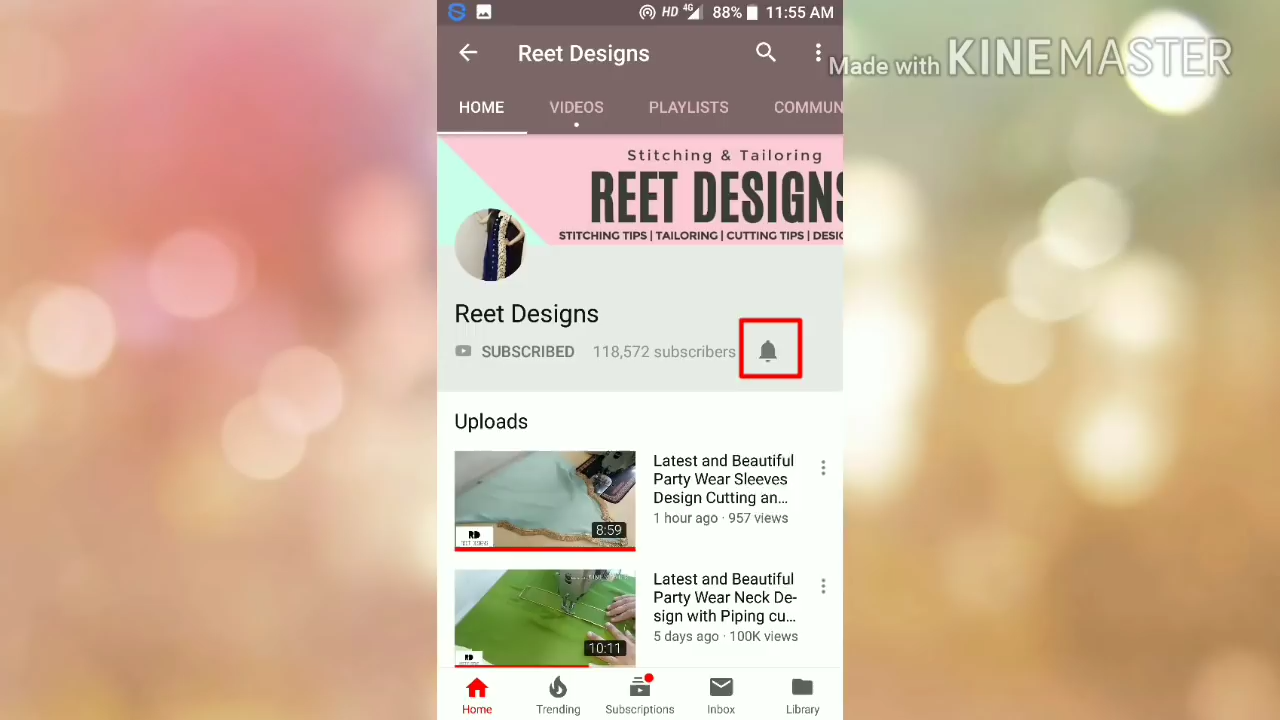 HD 4G 88% 11:55 AM
Reet Designs
Made with KINEMASTER
HOME VIDEOS PLAYLISTS COMMUN
Stitching & Tailoring
REET DESIGNS
STITCHING TIPS | TAILORING | CUTTING TIPS | DESIG
Reet Designs
SUBSCRIBED 118,572 subscribers
Uploads
Latest and Beautiful
Party Wear Sleeves
Design Cutting an...
1 hour ago · 957 views
8:59
RD
Latest and Beautiful
Party Wear Neck De-
sign with Piping cu...
5 days ago · 100K views
10:11
RD
Home Trending Subscriptions Inbox Library